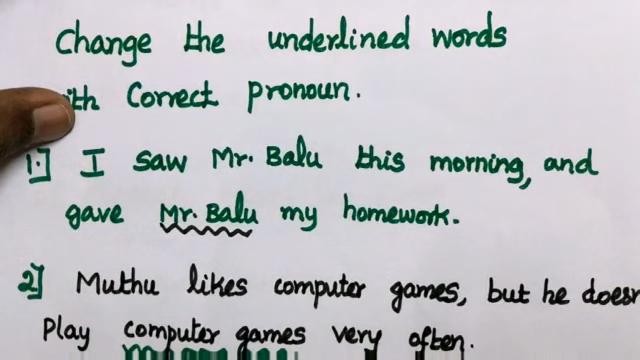 Change the underlined words
with Correct pronoun.
1.] I saw Mr. Balu this morning, and
gave Mr. Balu my homework.
2.] Muthu likes computer games, but he doesn
Play computer games very often.